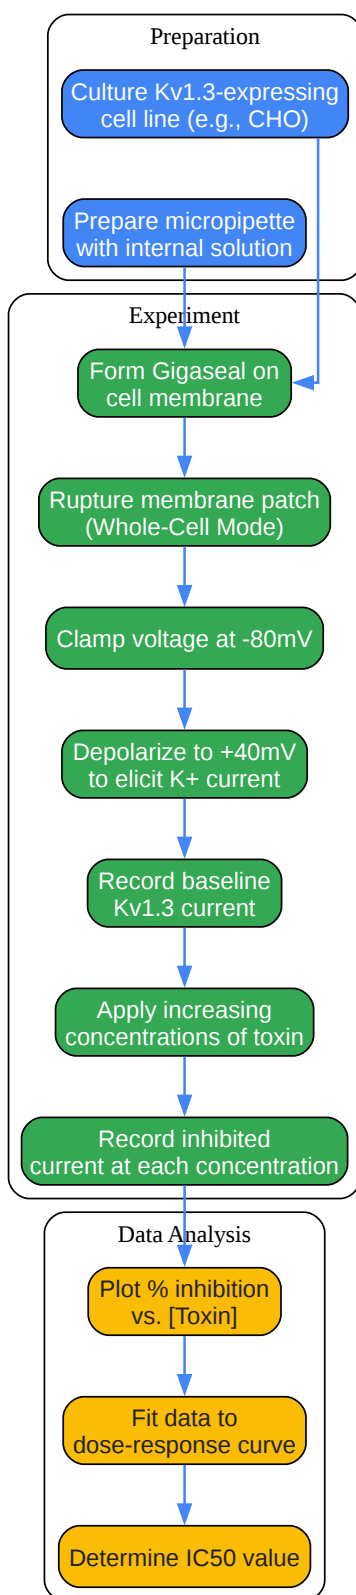 Preparation
Culture Kv1.3-expressing
cell line (e.g., CHO)
Prepare micropipette
with internal solution
Experiment
Form Gigaseal on
cell membrane
Rupture membrane patch
(Whole-Cell Mode)
Clamp voltage at -80mV
Depolarize to +40mV
to elicit K+ current
Record baseline
Kv1.3 current
Apply increasing
concentrations of toxin
Record inhibited
current at each concentration
Data Analysis
Plot % inhibition
vs. [Toxin]
Fit data to
dose-response curve
Determine IC50 value